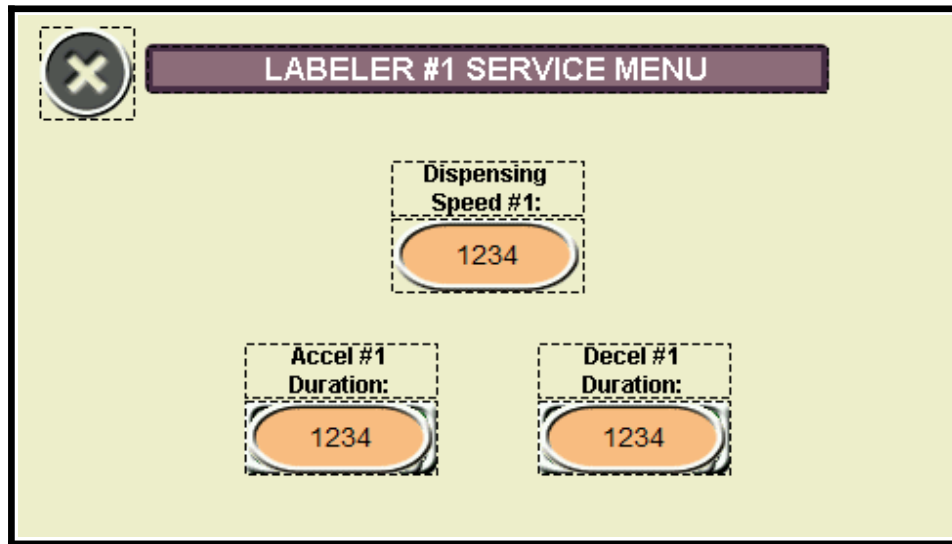 LABELER #1 SERVICE MENU
Dispensing
Speed #1:
1234
Accel #1
Duration:
1234
Decel #1
Duration:
1234